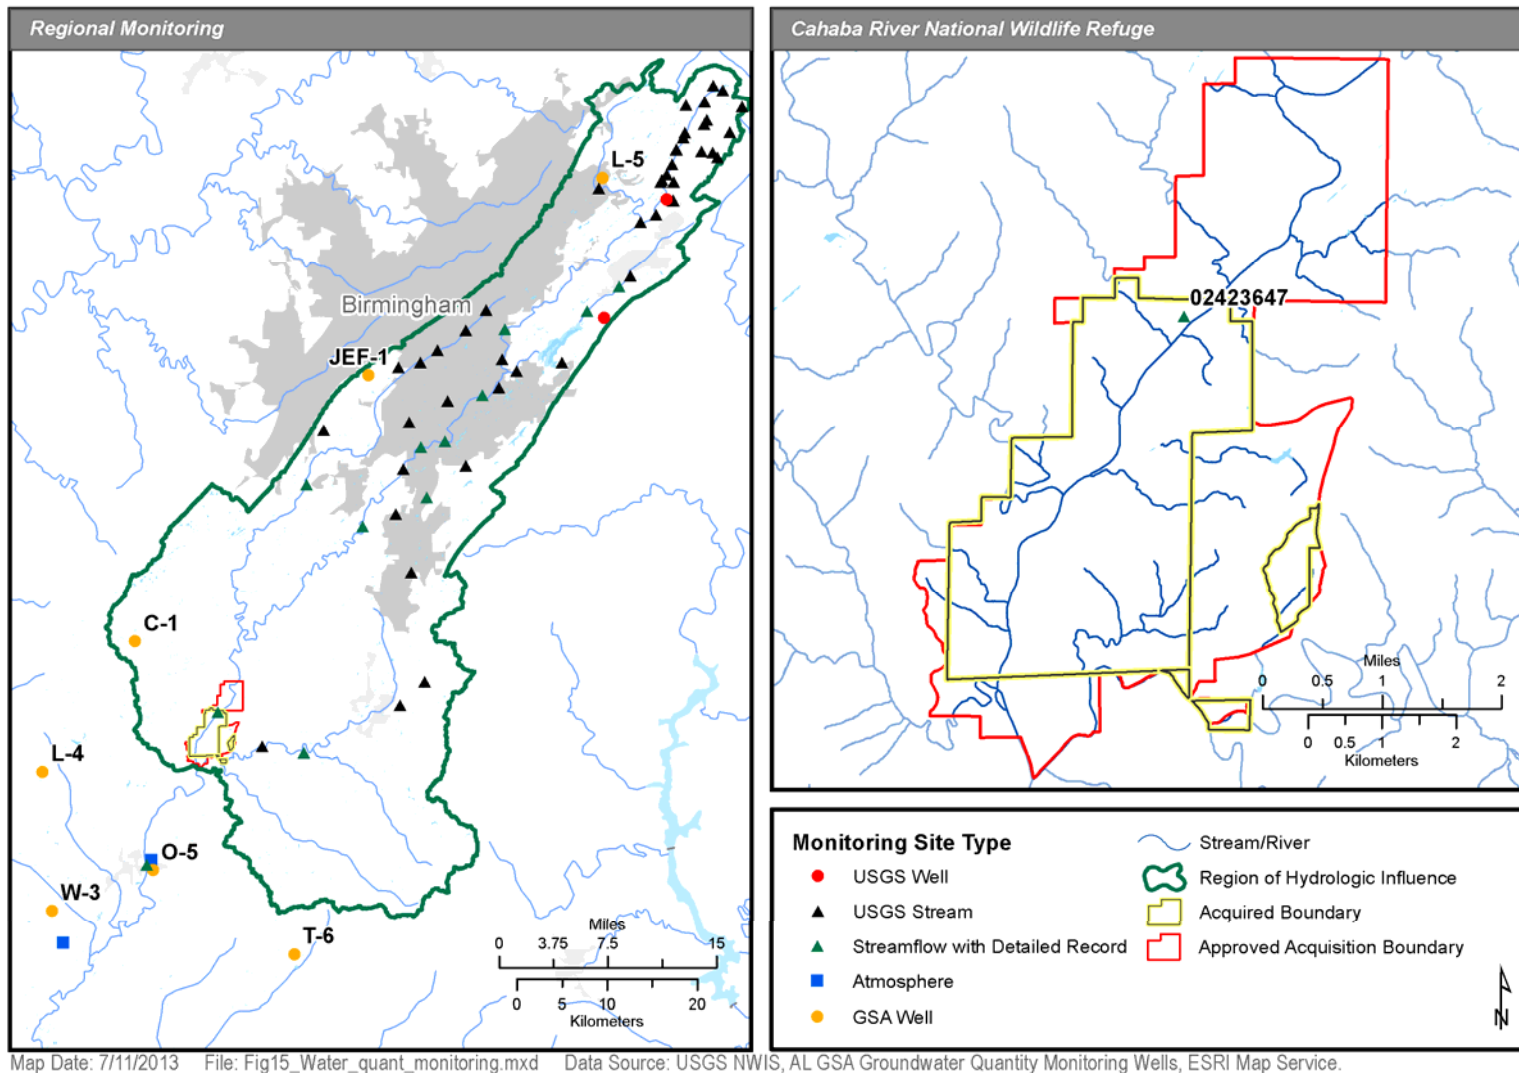 Regional Monitoring
L-5
Birmingham
JEF-1
C-1
L-4
O-5
W-3
T-6
Miles
0 3.75 7.5 15
0 5 10 20
Kilometers
Cahaba River National Wildlife Refuge
02423647
Miles
0 0.5 1 2
0 0.5 1 2
Kilometers
Monitoring Site Type
USGS Well
USGS Stream
Streamflow with Detailed Record
Atmosphere
GSA Well
Stream/River
Region of Hydrologic Influence
Acquired Boundary
Approved Acquisition Boundary
N
Map Date: 7/11/2013 File: Fig15_Water_quant_monitoring.mxd Data Source: USGS NWIS, AL GSA Groundwater Quantity Monitoring Wells, ESRI Map Service.